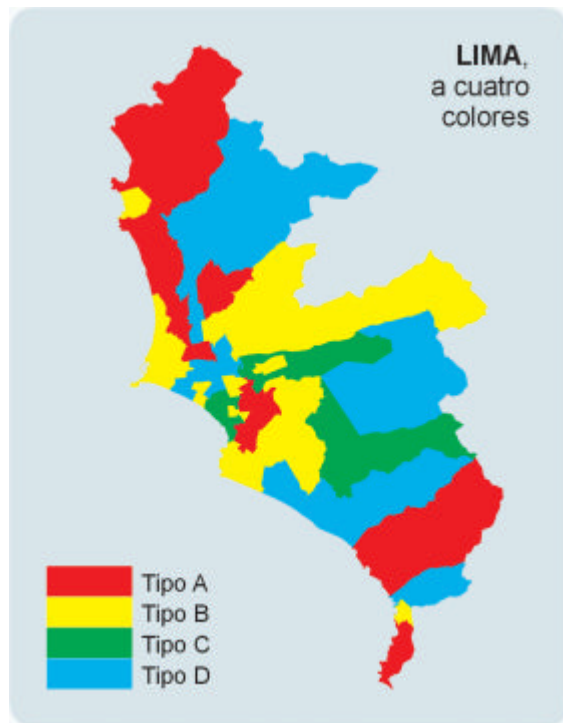 LIMA,
a cuatro
colores
Tipo A
Tipo B
Tipo C
Tipo D